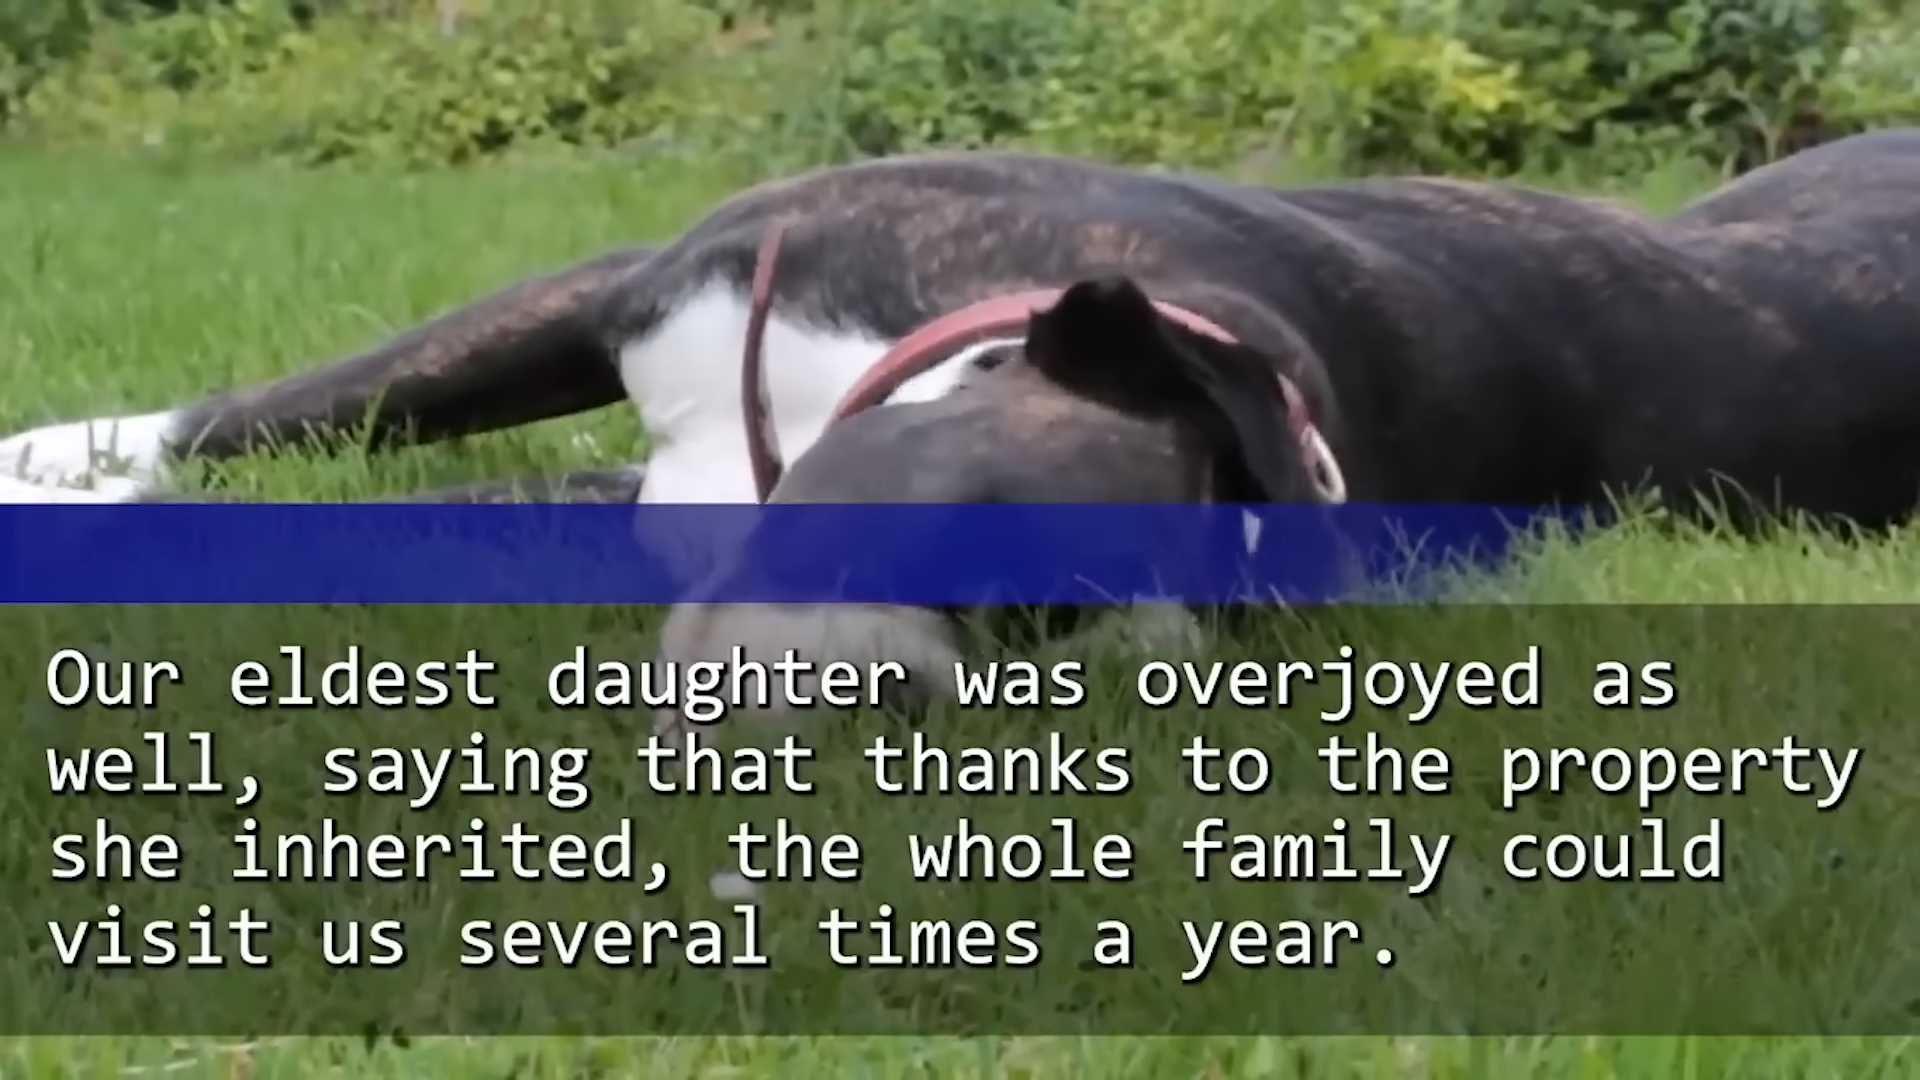 Our eldest daughter was overjoyed as
well, saying that thanks to the property
she inherited, the whole family could
visit us several times a year.